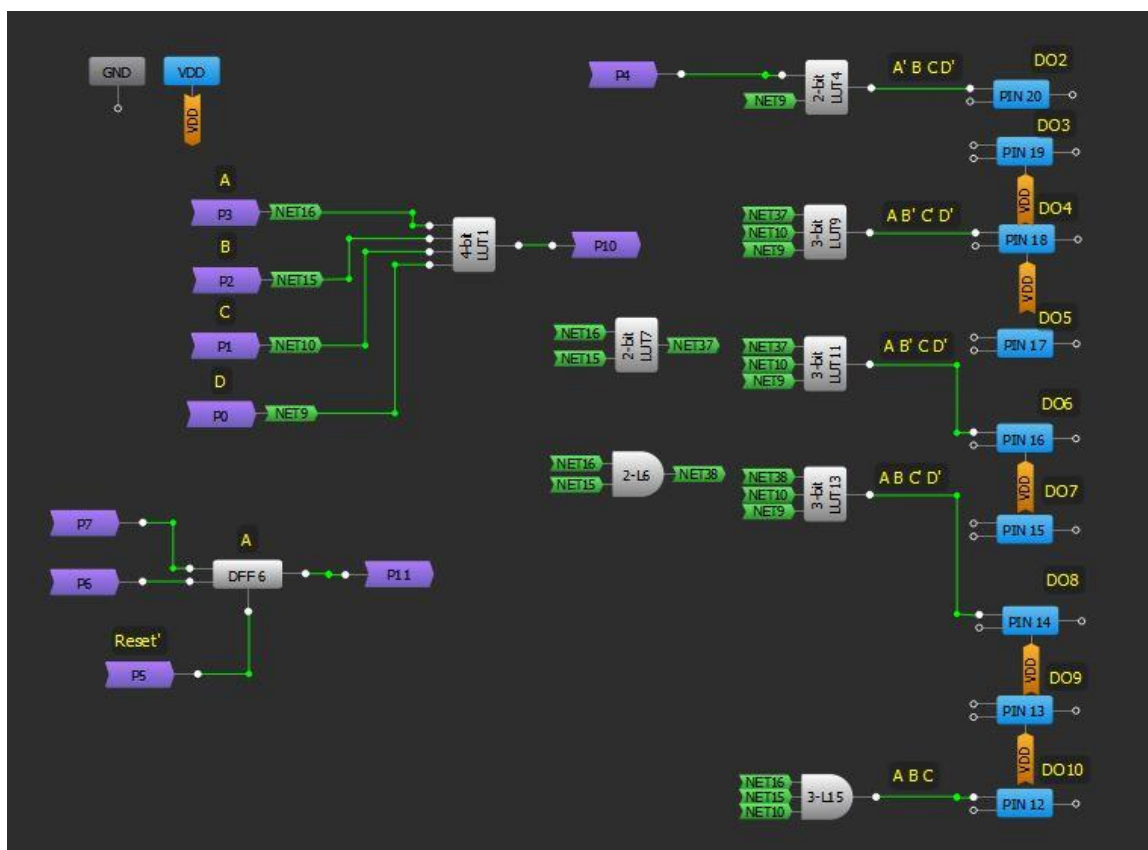 GND
VDD
VDD
A
P3
NET16
B
P2
NET15
C
P1
NET10
D
P0
NET9
4-bit
LUT1
P10
P7
P6
A
DFF 6
P11
Reset'
P5
P4
NET9
2-bit
LUT4
A' B C D'
DO2
PIN 20
DO3
PIN 19
VDD
NET37
NET10
NET9
3-bit
LUT9
A B' C' D'
DO4
PIN 18
VDD
NET16
NET15
2-bit
LUT7
NET37
NET37
NET10
NET9
3-bit
LUT11
A B' C D'
DO5
PIN 17
DO6
PIN 16
VDD
NET16
NET15
2-L6
NET38
NET38
NET10
NET9
3-bit
LUT13
A B C' D'
DO7
PIN 15
DO8
PIN 14
VDD
DO9
PIN 13
VDD
NET16
NET15
NET10
3-L15
A B C
DO10
PIN 12